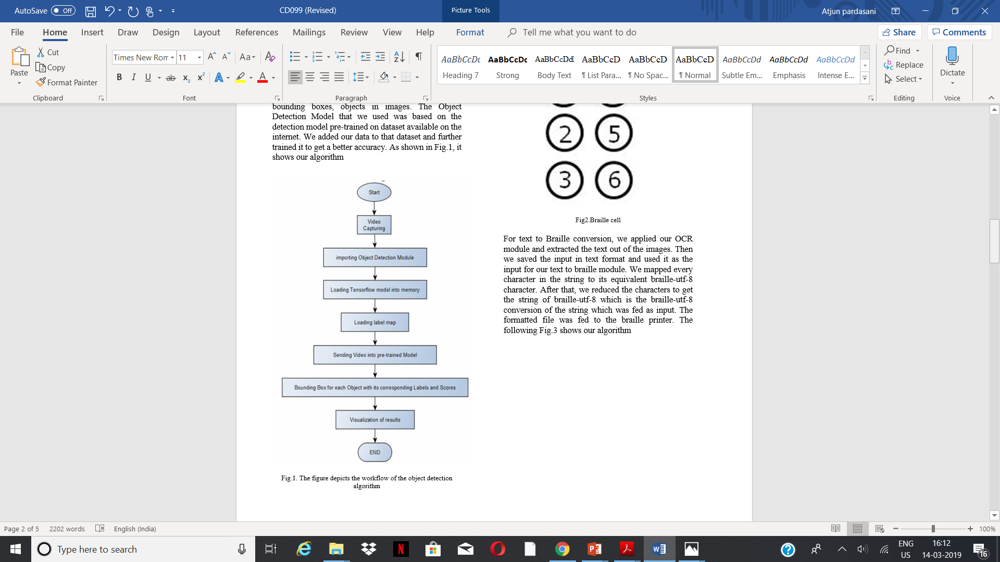 AutoSave Off
CD099 (Revised)
Picture Tools
Atjun pardasani
File Home Insert Draw Design Layout References Mailings Review View Help Format Tell me what you want to do Share Comments
Paste
Cut
Copy
Format Painter
Clipboard
Times New Ron 11
Font
Paragraph
AaBbCcDc AaBbCcDc AaBbCcDdI AaBbCcD AaBbCcD AaBbCcD AaBbCcDd AaBbCcDd AaBbCcDd
Heading 7 Strong Body Text ¶ List Para... ¶ No Spac... ¶ Normal Subtle Em... Emphasis Intense E...
Styles
Find
Replace
Select
Editing
Dictate
Voice
bounding boxes, objects in images. The Object
Detection Model that we used was based on the
detection model pre-trained on dataset available on the
internet. We added our data to that dataset and further
trained it to get a better accuracy. As shown in Fig.1, it
shows our algorithm
Start
Video
Capturing
importing Object Detection Module
Loading Tensorflow model into memory
Loading label map
Sending Video into pre-trained Model
Bounding Box for each Object with its corresponding Labels and Scores
Visualization of results
END
Fig.1. The figure depicts the workflow of the object detection
algorithm
2 5
3 6
Fig2.Braille cell
For text to Braille conversion, we applied our OCR
module and extracted the text out of the images. Then
we saved the input in text format and used it as the
input for our text to braille module. We mapped every
character in the string to its equivalent braille-utf-8
character. After that, we reduced the characters to get
the string of braille-utf-8 which is the braille-utf-8
conversion of the string which was fed as input. The
formatted file was fed to the braille printer. The
following Fig.3 shows our algorithm
Page 2 of 5 2202 words English (India) 100%
Type here to search
ENG
US
16:12
14-03-2019
16